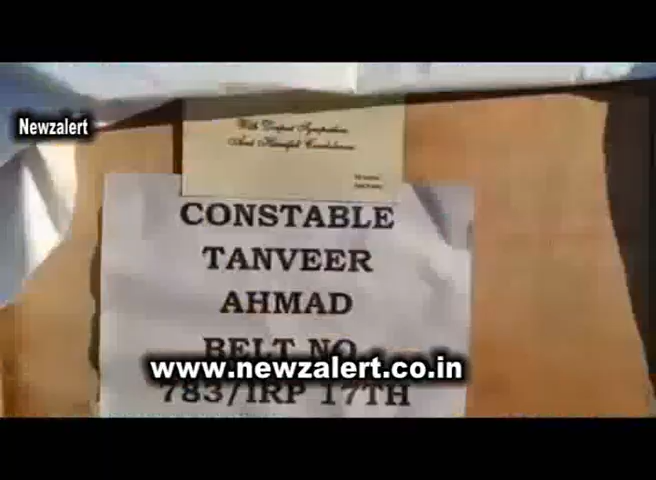 Newzalert
With Deepest Sympathies
And Heartfelt Condolences
CONSTABLE
TANVEER
AHMAD
BELT NO
www.newzalert.co.in
783/IRP 17TH